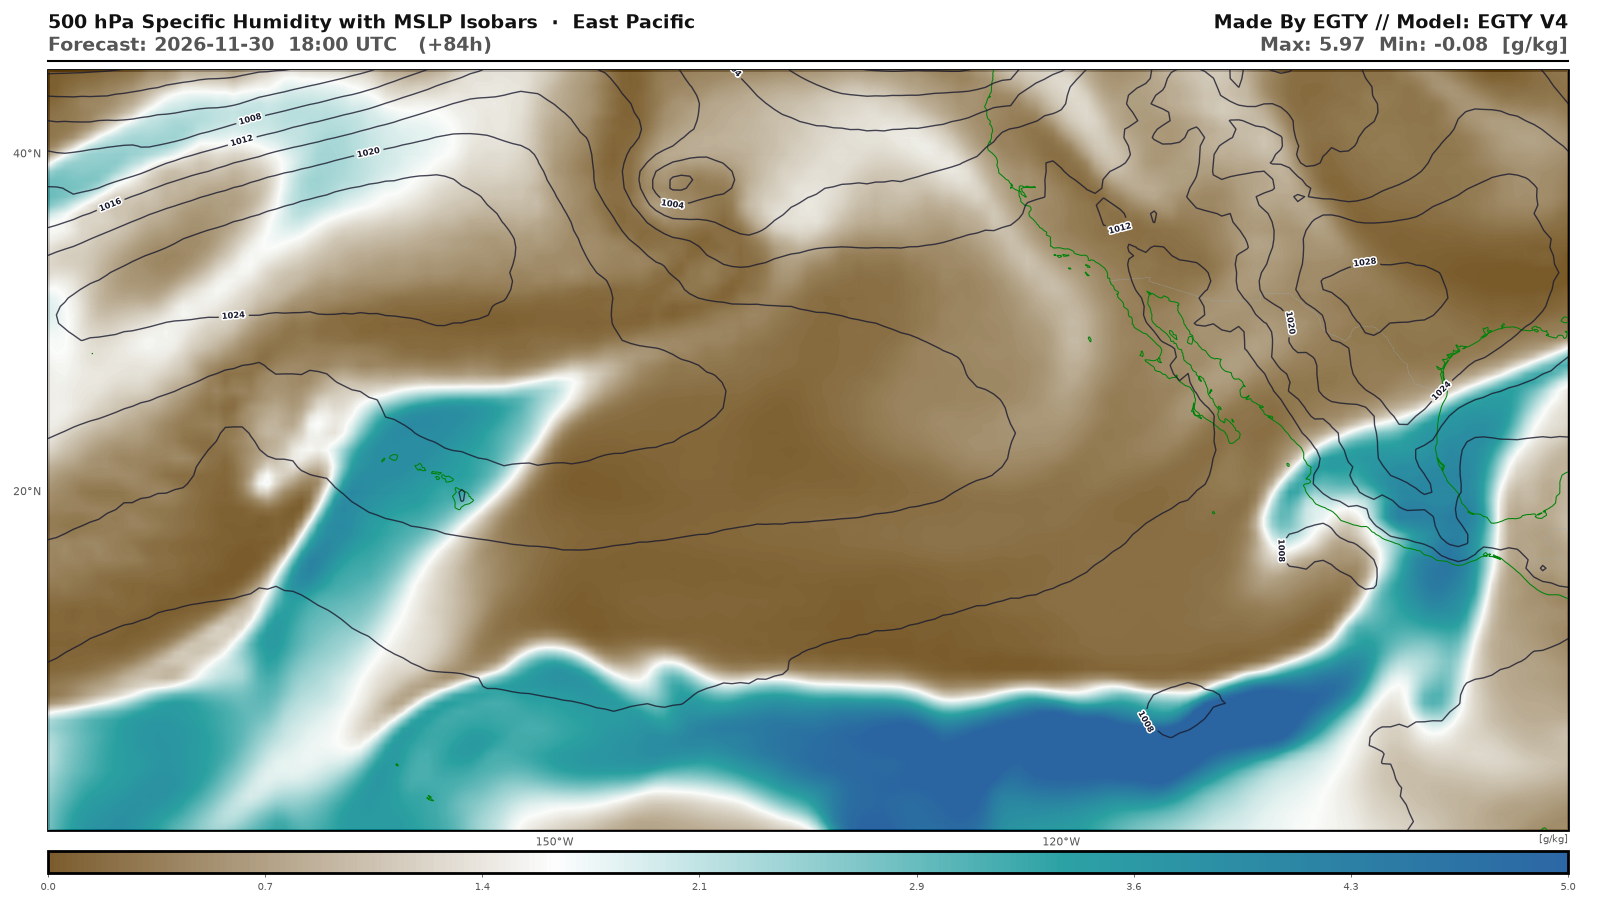 500 hPa Specific Humidity with MSLP Isobars · East Pacific
Made By EGTY // Model: EGTY V4
Forecast: 2026-11-30 18:00 UTC (+84h)
Max: 5.97 Min: -0.08 [g/kg]
4
1008
1012
40°N
1020
1016
1004
1012
1028
1024
1020
1024
20°N
1008
1008
150°W
120°W
[g/kg]
0.0
0.7
1.4
2.1
2.9
3.6
4.3
5.0